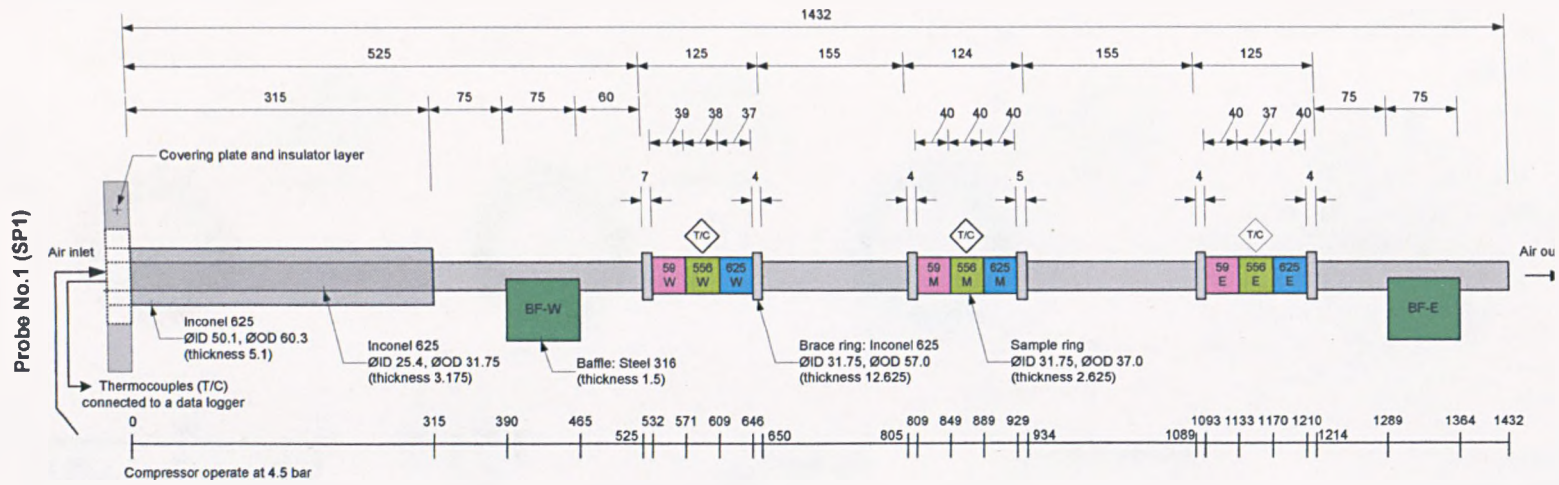 1432
525
125
155
124
155
125
315
75
75
60
39
38
37
40
40
40
40
37
40
75
75
Covering plate and insulator layer
7
4
4
5
4
4
T/C
T/C
T/C
Probe No.1 (SP1)
Air inlet
59
W
556
W
625
W
59
M
556
M
625
M
59
E
556
E
625
E
Air ou
BF-W
BF-E
Inconel 625
ØID 50.1, ØOD 60.3
(thickness 5.1)
Inconel 625
ØID 25.4, ØOD 31.75
(thickness 3.175)
Baffle: Steel 316
(thickness 1.5)
Brace ring: Inconel 625
ØID 31.75, ØOD 57.0
(thickness 12.625)
Sample ring
ØID 31.75, ØOD 37.0
(thickness 2.625)
Thermocouples (T/C)
connected to a data logger
0
315
390
465
525
532
571
609
646
650
805
809
849
889
929
934
1089
1093
1133
1170
1210
1214
1289
1364
1432
Compressor operate at 4.5 bar